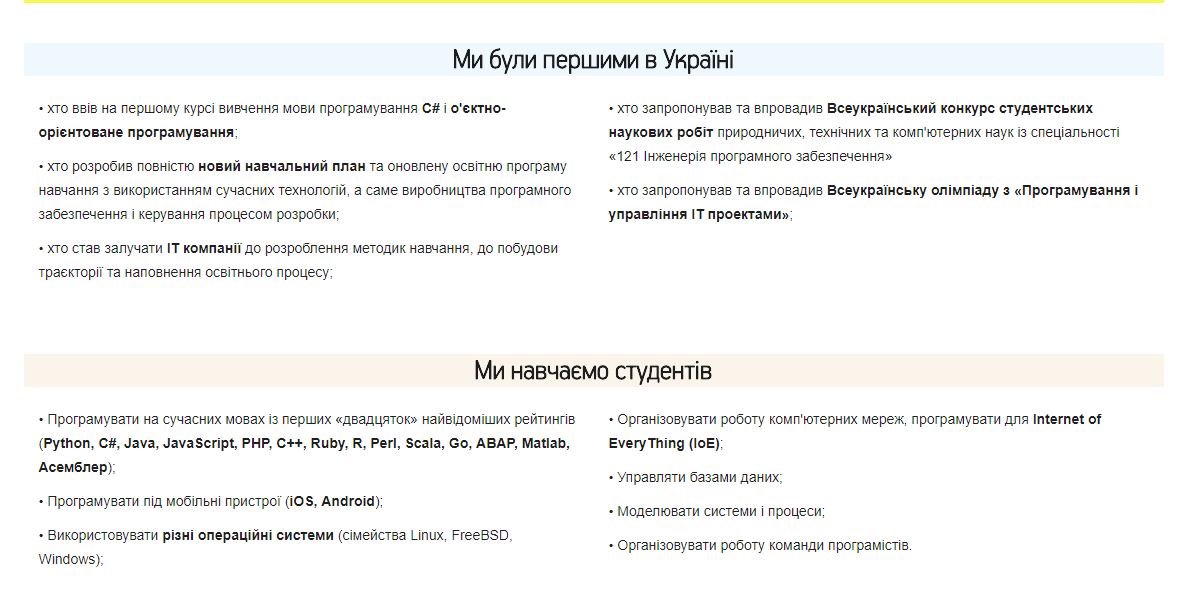 Ми були першими в Україні
• хто ввів на першому курсі вивчення мови програмування C# і о'єктно-
орієнтоване програмування;
• хто розробив повністю новий навчальний план та оновлену освітню програму
навчання з використанням сучасних технологій, а саме виробництва програмного
забезпечення і керування процесом розробки;
• хто став залучати IT компанії до розроблення методик навчання, до побудови
траєкторії та наповнення освітнього процесу;
• хто запропонував та впровадив Всеукраїнський конкурс студентських
наукових робіт природничих, технічних та комп'ютерних наук із спеціальності
«121 Інженерія програмного забезпечення»
• хто запропонував та впровадив Всеукраїнську олімпіаду з «Програмування і
управління ІТ проектами»;
Ми навчаємо студентів
• Програмувати на сучасних мовах із перших «двадцяток» найвідоміших рейтингів
(Python, C#, Java, JavaScript, PHP, C++, Ruby, R, Perl, Scala, Go, ABAP, Matlab,
Асемблер);
• Програмувати під мобільні пристрої (iOS, Android);
• Використовувати різні операційні системи (сімейства Linux, FreeBSD,
Windows);
• Організовувати роботу комп'ютерних мереж, програмувати для Internet of
EveryThing (IoE);
• Управляти базами даних;
• Моделювати системи і процеси;
• Організовувати роботу команди програмістів.